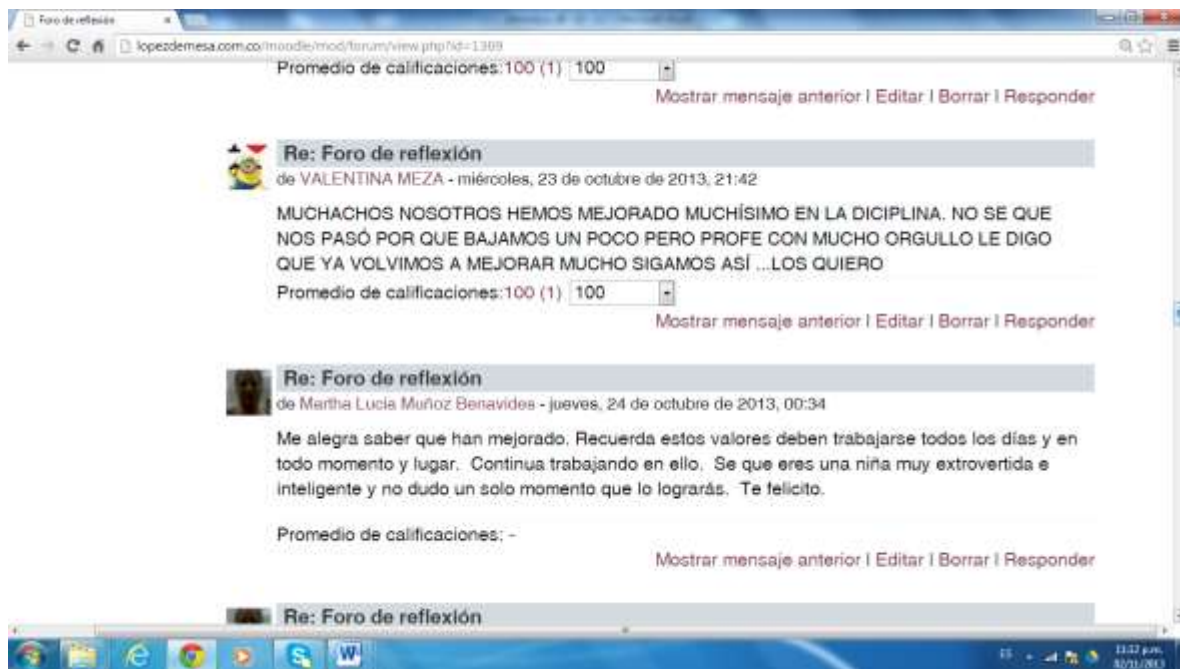 Foro de reflexión
lopezdemesa.com.co/moodle/mod/forum/view.php?id=1309
Promedio de calificaciones:100 (1) 100
Mostrar mensaje anterior | Editar | Borrar | Responder
Re: Foro de reflexión
de VALENTINA MEZA - miércoles, 23 de octubre de 2013, 21:42
MUCHACHOS NOSOTROS HEMOS MEJORADO MUCHÍSIMO EN LA DICIPLINA. NO SE QUE
NOS PASÓ POR QUE BAJAMOS UN POCO PERO PROFE CON MUCHO ORGULLO LE DIGO
QUE YA VOLVIMOS A MEJORAR MUCHO SIGAMOS ASÍ ...LOS QUIERO
Promedio de calificaciones:100 (1) 100
Mostrar mensaje anterior | Editar | Borrar | Responder
Re: Foro de reflexión
de Martha Lucia Muñoz Benavides - jueves, 24 de octubre de 2013, 00:34
Me alegra saber que han mejorado. Recuerda estos valores deben trabajarse todos los días y en
todo momento y lugar. Continua trabajando en ello. Se que eres una niña muy extrovertida e
inteligente y no dudo un solo momento que lo lograrás. Te felicito.
Promedio de calificaciones: -
Mostrar mensaje anterior | Editar | Borrar | Responder
Re: Foro de reflexión
ES
p.m.
02/11/2013